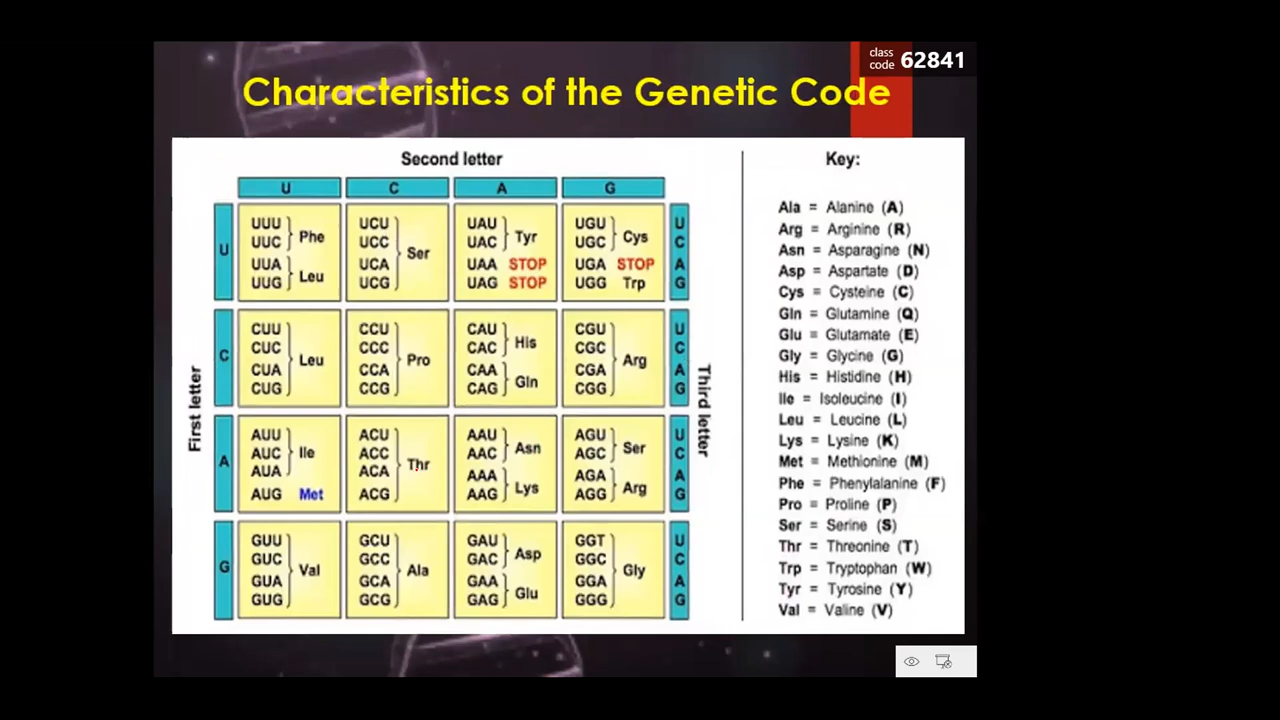 class
code 62841
Characteristics of the Genetic Code
Second letter
U C A G
First letter
Third letter
U
UUU
UUC
Phe
UUA
UUG
Leu
UCU
UCC
UCA
UCG
Ser
UAU
UAC
Tyr
UAA STOP
UAG STOP
UGU
UGC
Cys
UGA STOP
UGG Trp
U
C
A
G
C
CUU
CUC
CUA
CUG
Leu
CCU
CCC
CCA
CCG
Pro
CAU
CAC
His
CAA
CAG
Gln
CGU
CGC
CGA
CGG
Arg
U
C
A
G
A
AUU
AUC
AUA
Ile
AUG Met
ACU
ACC
ACA
ACG
Thr
AAU
AAC
Asn
AAA
AAG
Lys
AGU
AGC
Ser
AGA
AGG
Arg
U
C
A
G
G
GUU
GUC
GUA
GUG
Val
GCU
GCC
GCA
GCG
Ala
GAU
GAC
Asp
GAA
GAG
Glu
GGT
GGC
GGA
GGG
Gly
U
C
A
G
Key:
Ala = Alanine (A)
Arg = Arginine (R)
Asn = Asparagine (N)
Asp = Aspartate (D)
Cys = Cysteine (C)
Gln = Glutamine (Q)
Glu = Glutamate (E)
Gly = Glycine (G)
His = Histidine (H)
Ile = Isoleucine (I)
Leu = Leucine (L)
Lys = Lysine (K)
Met = Methionine (M)
Phe = Phenylalanine (F)
Pro = Proline (P)
Ser = Serine (S)
Thr = Threonine (T)
Trp = Tryptophan (W)
Tyr = Tyrosine (Y)
Val = Valine (V)